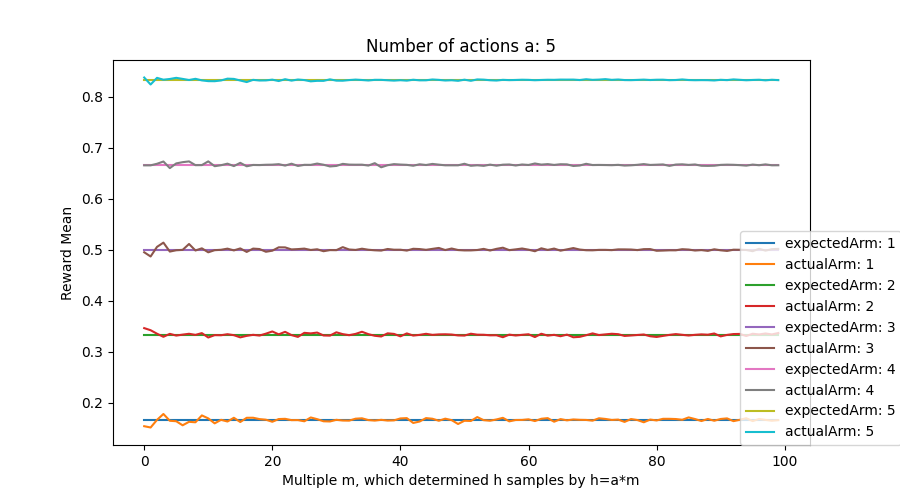 Number of actions a: 5
Reward Mean
0.8
0.7
0.6
0.5
0.4
0.3
0.2
0 20 40 60 80 100
Multiple m, which determined h samples by h=a*m
expectedArm: 1
actualArm: 1
expectedArm: 2
actualArm: 2
expectedArm: 3
actualArm: 3
expectedArm: 4
actualArm: 4
expectedArm: 5
actualArm: 5